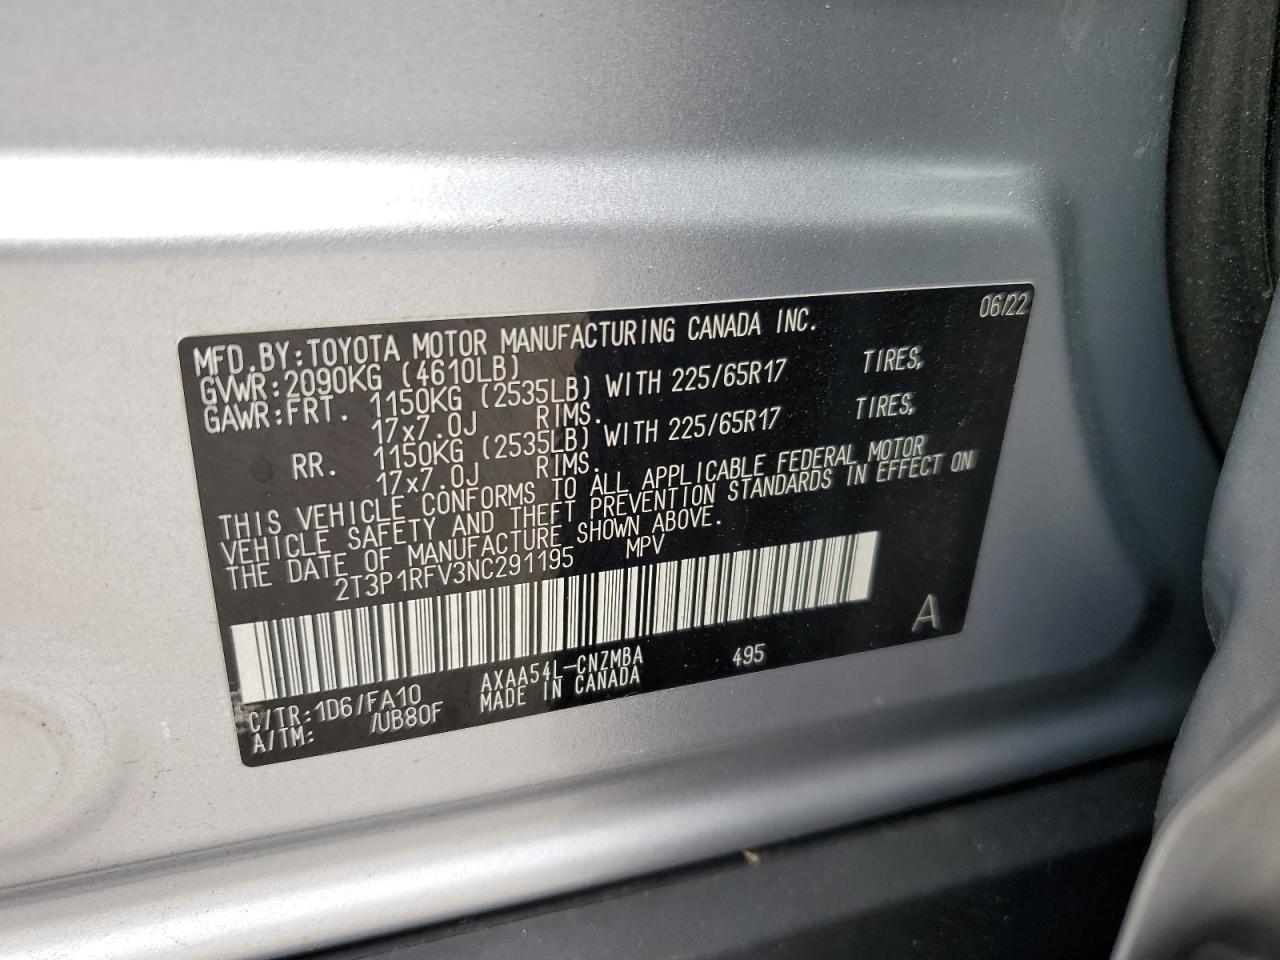 06/22
MFD.BY:TOYOTA MOTOR MANUFACTURING CANADA INC.
GVWR:2090KG (4610LB)
GAWR:FRT. 1150KG (2535LB) WITH 225/65R17 TIRES,
17x7.0J RIMS.
RR. 1150KG (2535LB) WITH 225/65R17 TIRES,
17x7.0J RIMS.
THIS VEHICLE CONFORMS TO ALL APPLICABLE FEDERAL MOTOR
VEHICLE SAFETY AND THEFT PREVENTION STANDARDS IN EFFECT ON
THE DATE OF MANUFACTURE SHOWN ABOVE.
2T3P1RFV3NC291195 MPV
A
C/TR:1D6/FA10 AXAA54L-CNZMBA 495
A/TM: /UB80F MADE IN CANADA